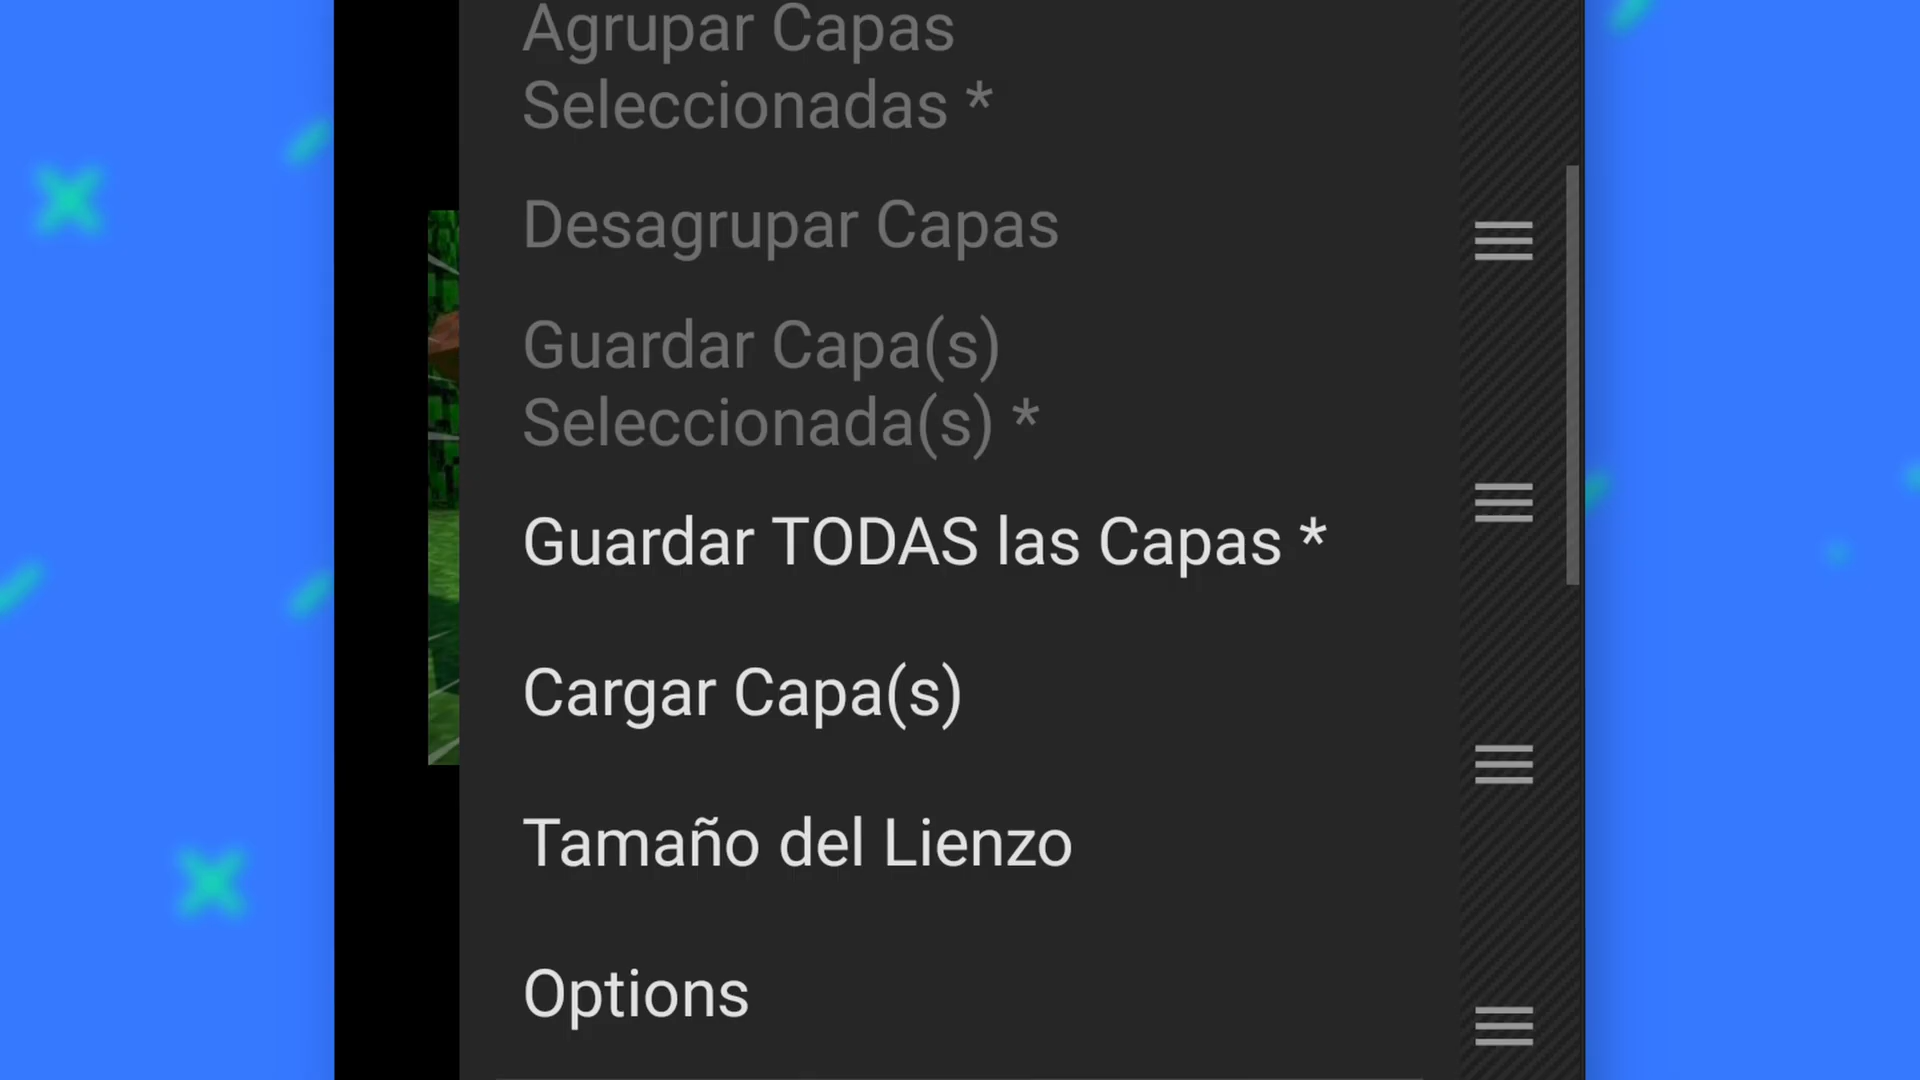 Agrupar Capas
Seleccionadas *
Desagrupar Capas
Guardar Capa(s)
Seleccionada(s) *
Guardar TODAS las Capas *
Cargar Capa(s)
Tamaño del Lienzo
Options